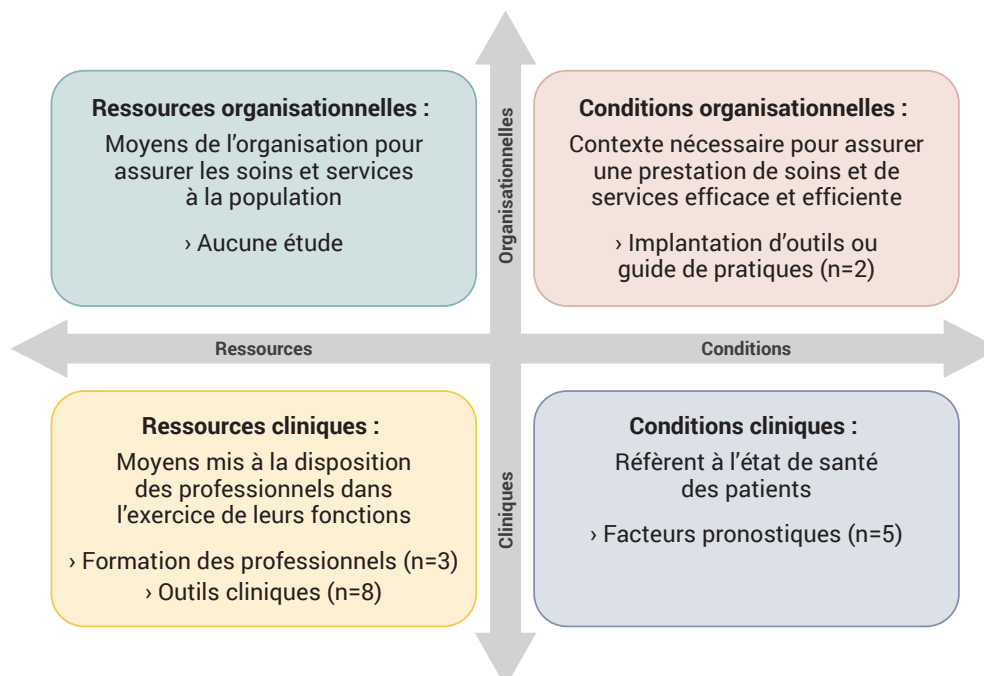 Ressources organisationnelles :
Moyens de l’organisation pour
assurer les soins et services
à la population
› Aucune étude
Organisationnelles
Conditions organisationnelles :
Contexte nécessaire pour assurer
une prestation de soins et de
services efficace et efficiente
› Implantation d’outils ou
guide de pratiques (n=2)
Ressources
Conditions
Ressources cliniques :
Moyens mis à la disposition
des professionnels dans
l’exercice de leurs fonctions
› Formation des professionnels (n=3)
› Outils cliniques (n=8)
Cliniques
Conditions cliniques :
Réfèrent à l’état de santé
des patients
› Facteurs pronostiques (n=5)